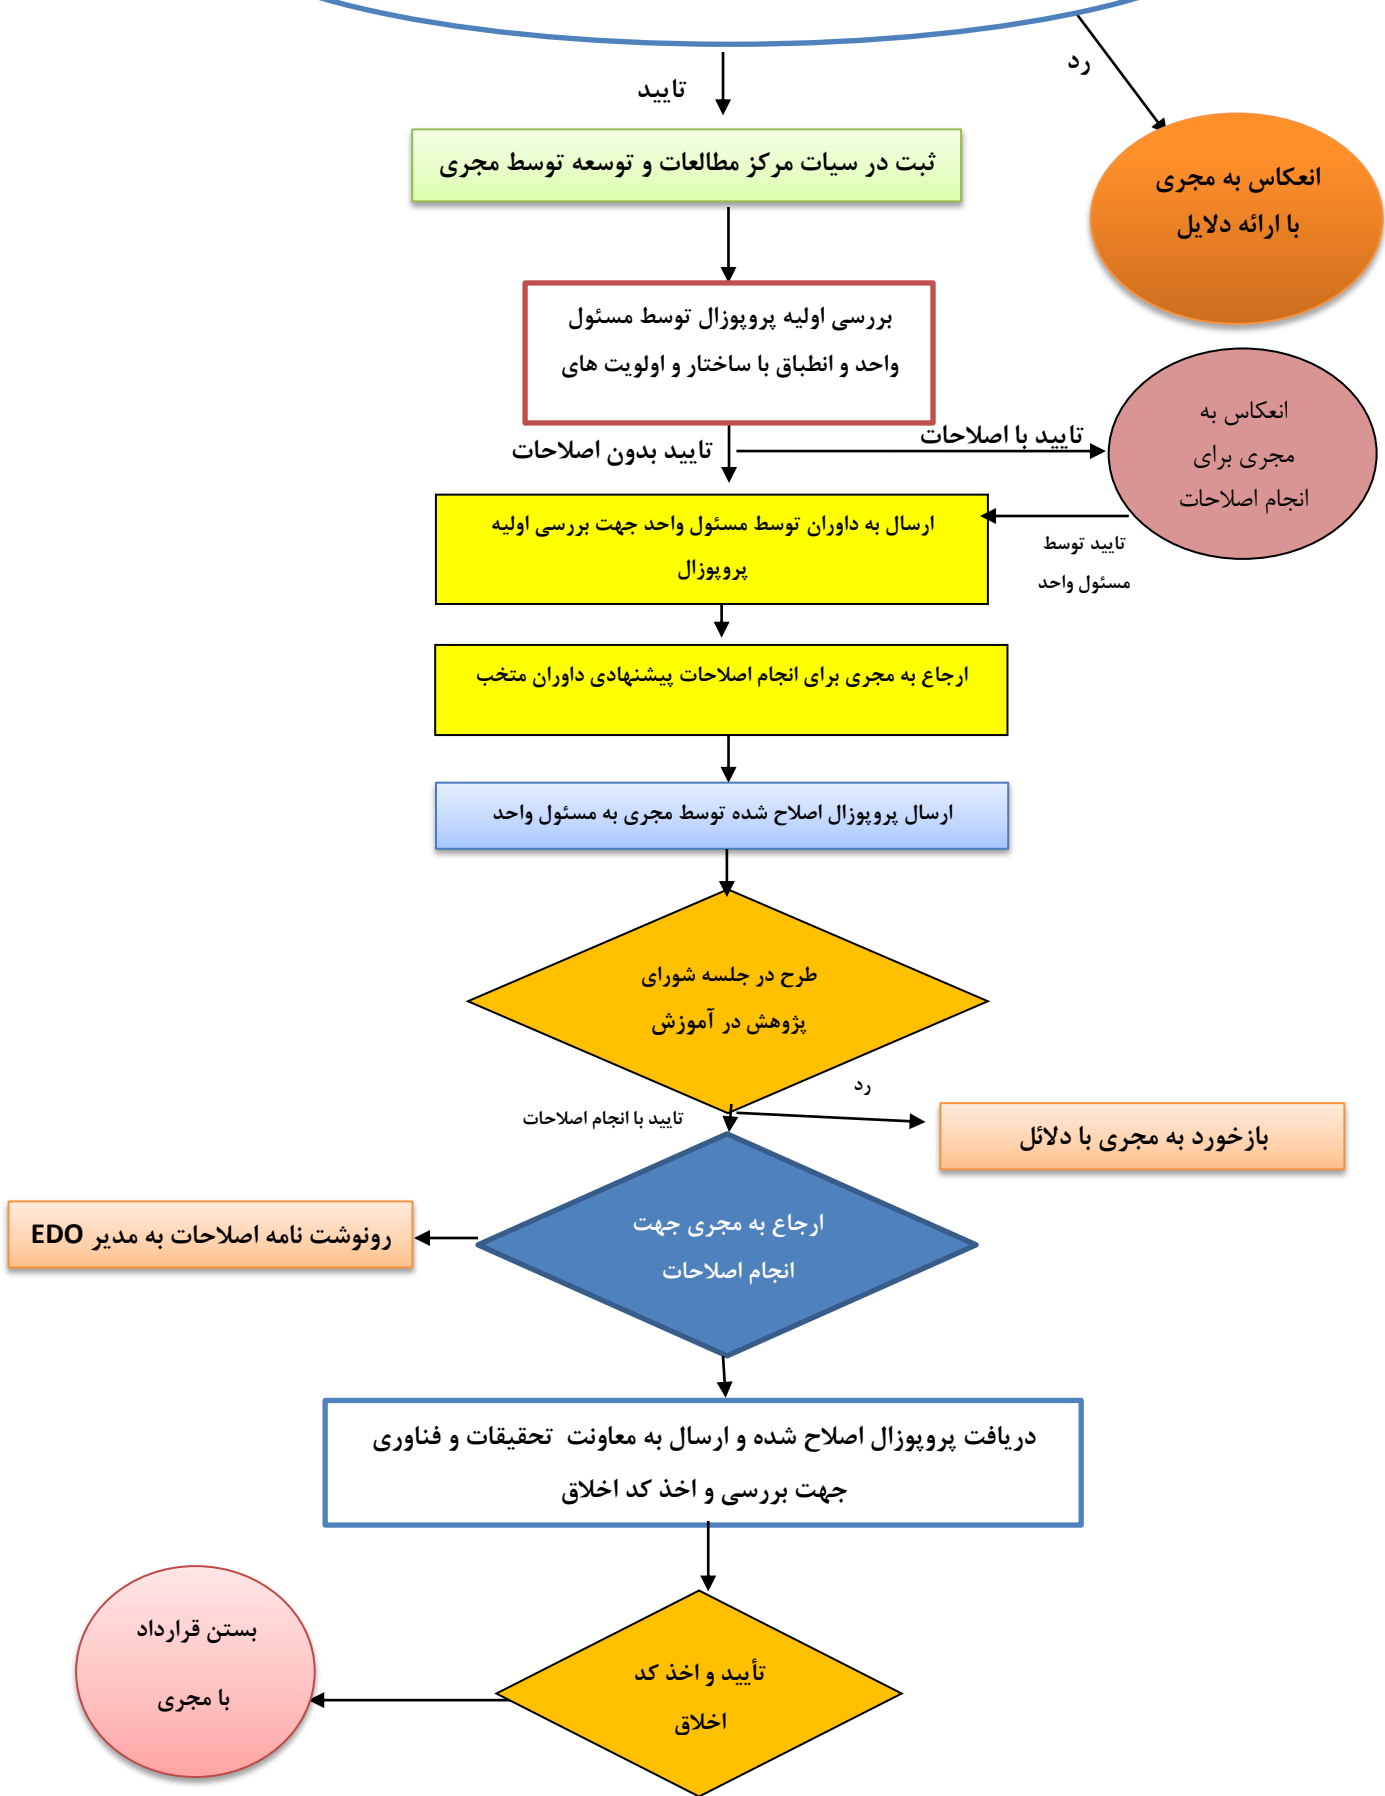 رد
تایید
ثبت در سیات مرکز مطالعات و توسعه توسط مجری
انعکاس به مجری
با ارائه دلایل
بررسی اولیه پروپوزال توسط مسئول
واحد و انطباق با ساختار و اولویت های
انعکاس به
مجری برای
انجام اصلاحات
تایید با اصلاحات
تایید بدون اصلاحات
ارسال به داوران توسط مسئول واحد جهت بررسی اولیه
پروپوزال
تایید توسط
مسئول واحد
ارجاع به مجری برای انجام اصلاحات پیشنهادی داوران متخب
ارسال پروپوزال اصلاح شده توسط مجری به مسئول واحد
طرح در جلسه شورای
پژوهش در آموزش
رد
تایید با انجام اصلاحات
بازخورد به مجری با دلائل
ارجاع به مجری جهت
انجام اصلاحات
رونوشت نامه اصلاحات به مدیر EDO
دریافت پروپوزال اصلاح شده و ارسال به معاونت تحقیقات و فناوری
جهت بررسی و اخذ کد اخلاق
تأیید و اخذ کد
اخلاق
بستن قرارداد
با مجری